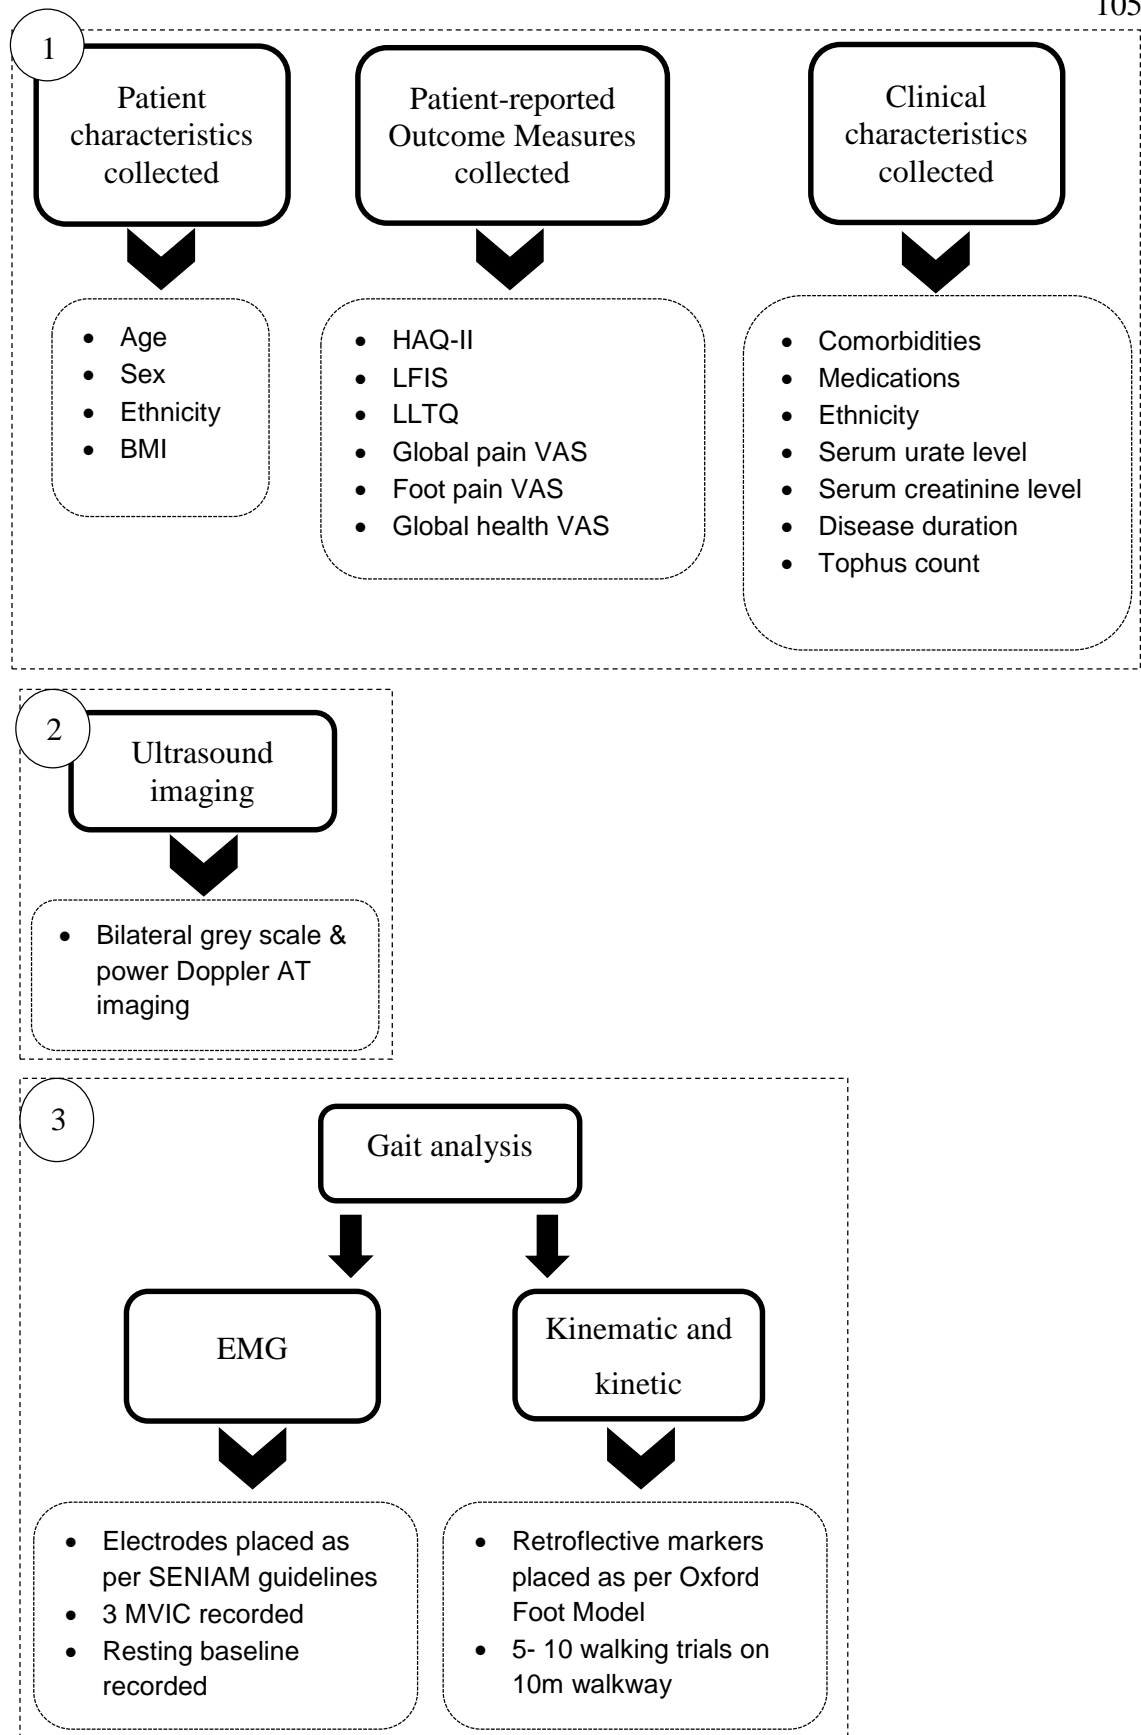 105
1
Patient
characteristics
collected
Patient-reported
Outcome Measures
collected
Clinical
characteristics
collected
• Age
• Sex
• Ethnicity
• BMI
• HAQ-II
• LFIS
• LLTQ
• Global pain VAS
• Foot pain VAS
• Global health VAS
• Comorbidities
• Medications
• Ethnicity
• Serum urate level
• Serum creatinine level
• Disease duration
• Tophus count
2
Ultrasound
imaging
• Bilateral grey scale &
power Doppler AT
imaging
3
Gait analysis
EMG
Kinematic and
kinetic
• Electrodes placed as
per SENIAM guidelines
• 3 MVIC recorded
• Resting baseline
recorded
• Retroflective markers
placed as per Oxford
Foot Model
• 5- 10 walking trials on
10m walkway